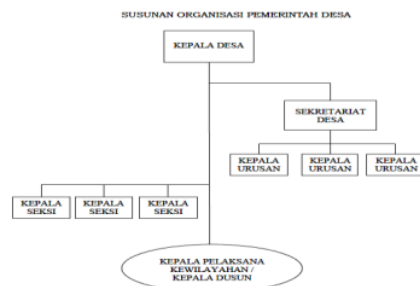 SUSUNAN ORGANISASI PEMERINTAH DESA
KEPALA DESA
SEKRETARIAT
DESA
KEPALA
URUSAN
KEPALA
URUSAN
KEPALA
URUSAN
KEPALA
SEKSI
KEPALA
SEKSI
KEPALA
SEKSI
KEPALA PELAKSANA
KEWILAYAHAN /
KEPALA DUSUN